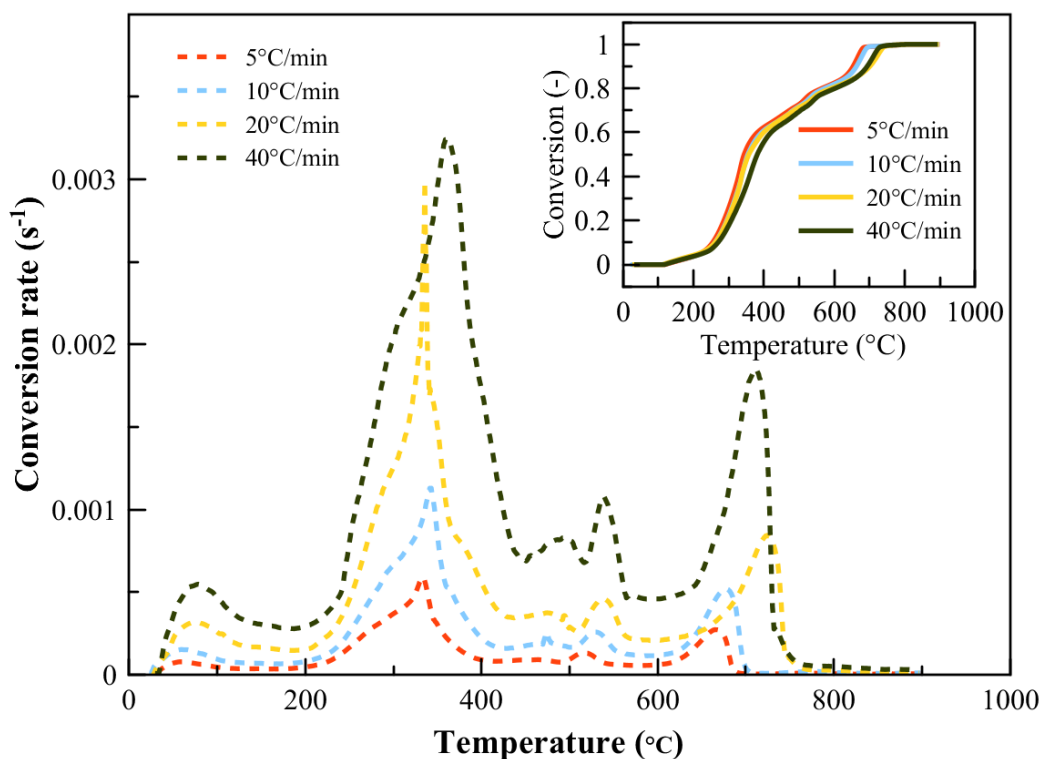 5°C/min
10°C/min
20°C/min
40°C/min
Conversion rate (s-1)
0.003
0.002
0.001
0
0 200 400 600 800 1000
Temperature (°C)
Conversion (-)
1
0.8
0.6
0.4
0.2
0
5°C/min
10°C/min
20°C/min
40°C/min
0 200 400 600 800 1000
Temperature (°C)